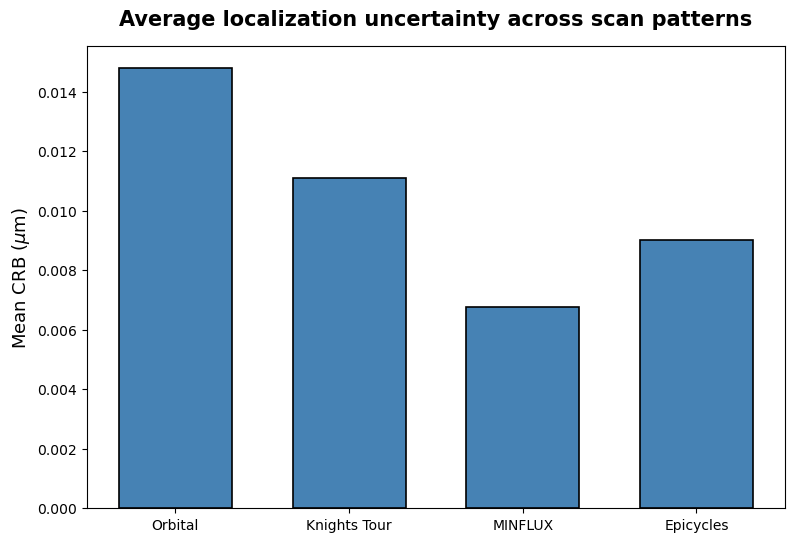 Average localization uncertainty across scan patterns
Mean CRB (μm)
0.014
0.012
0.010
0.008
0.006
0.004
0.002
0.000
Orbital
Knights Tour
MINFLUX
Epicycles